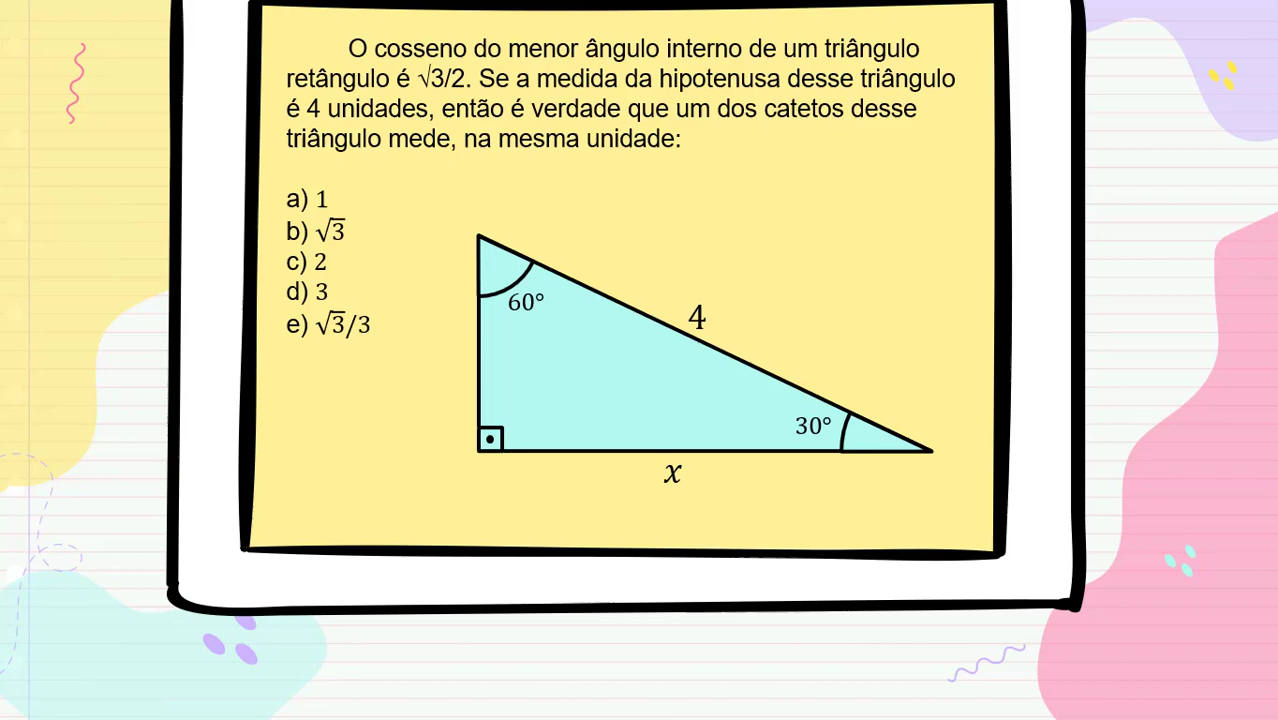 O cosseno do menor ângulo interno de um triângulo
retângulo é √3/2. Se a medida da hipotenusa desse triângulo
é 4 unidades, então é verdade que um dos catetos desse
triângulo mede, na mesma unidade:
a) 1
b) √3
c) 2
d) 3
e) √3/3
60°
4
30°
x